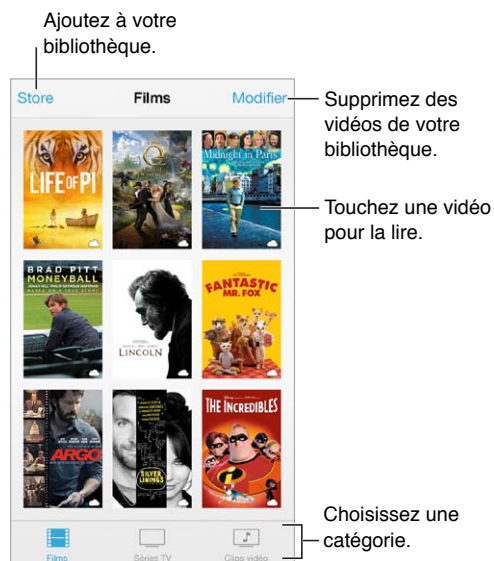 Ajoutez à votre
bibliothèque.
Store Films Modifier
Supprimez des
vidéos de votre
bibliothèque.
LIFE OF PI
OZ
Midnight in Paris
Touchez une vidéo
pour la lire.
BRAD PITT
MONEYBALL
LINCOLN
FANTASTIC
MR. FOX
ARGO
SILVER
LININGS
THE INCREDIBLES
Choisissez une
catégorie.
Films Séries TV Clips vidéo